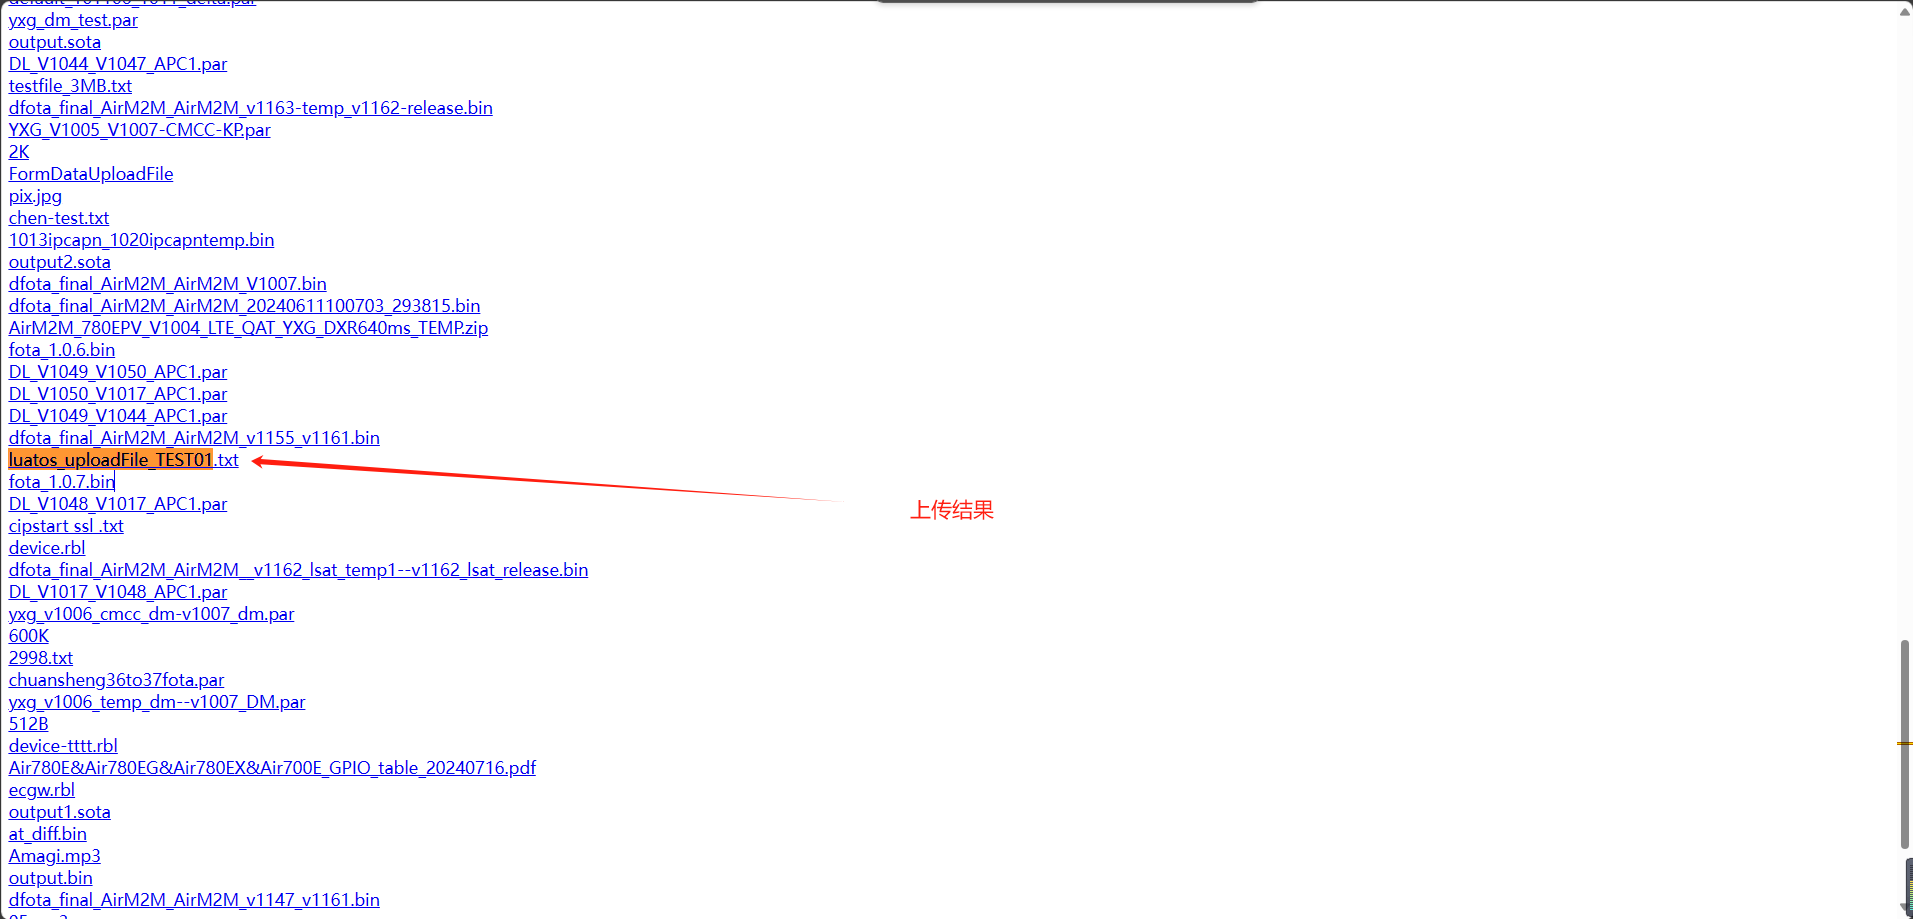 yxg_dm_test.par
output.sota
DL_V1044_V1047_APC1.par
testfile_3MB.txt
dfota_final_AirM2M_AirM2M_v1163-temp_v1162-release.bin
YXG_V1005_V1007-CMCC-KP.par
2K
FormDataUploadFile
pix.jpg
chen-test.txt
1013ipcapn_1020ipcapntemp.bin
output2.sota
dfota_final_AirM2M_AirM2M_V1007.bin
dfota_final_AirM2M_AirM2M_20240611100703_293815.bin
AirM2M_780EPV_V1004_LTE_QAT_YXG_DXR640ms_TEMP.zip
fota_1.0.6.bin
DL_V1049_V1050_APC1.par
DL_V1050_V1017_APC1.par
DL_V1049_V1044_APC1.par
dfota_final_AirM2M_AirM2M_v1155_v1161.bin
luatos_uploadFile_TEST01.txt
fota_1.0.7.bin
DL_V1048_V1017_APC1.par
上传结果
cipstart ssl .txt
device.rbl
dfota_final_AirM2M_AirM2M__v1162_lsat_temp1--v1162_lsat_release.bin
DL_V1017_V1048_APC1.par
yxg_v1006_cmcc_dm-v1007_dm.par
600K
2998.txt
chuansheng36to37fota.par
yxg_v1006_temp_dm--v1007_DM.par
512B
device-tttt.rbl
Air780E&Air780EG&Air780EX&Air700E_GPIO_table_20240716.pdf
ecgw.rbl
output1.sota
at_diff.bin
Amagi.mp3
output.bin
dfota_final_AirM2M_AirM2M_v1147_v1161.bin